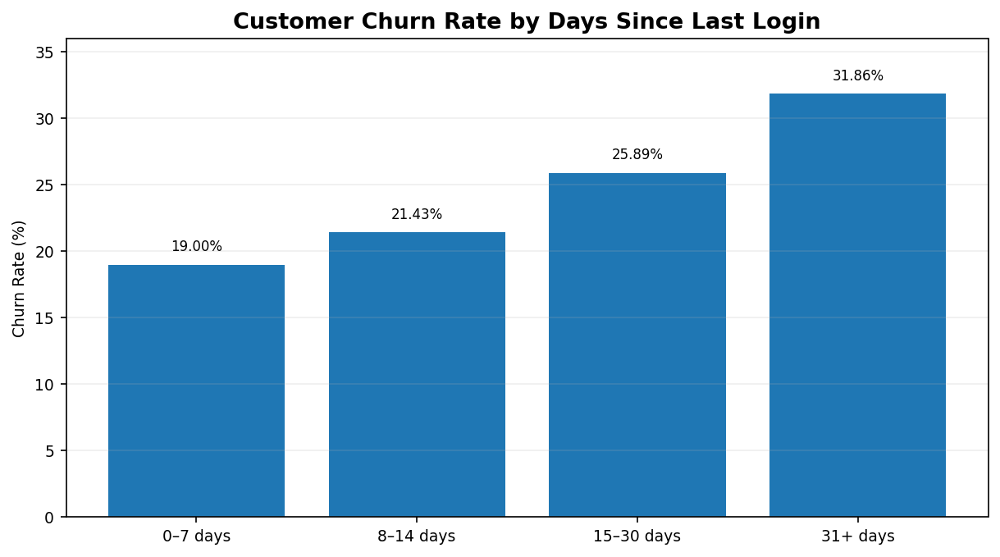 Customer Churn Rate by Days Since Last Login
Churn Rate (%)
35
30
25
20
15
10
5
0
19.00%
21.43%
25.89%
31.86%
0–7 days
8–14 days
15–30 days
31+ days